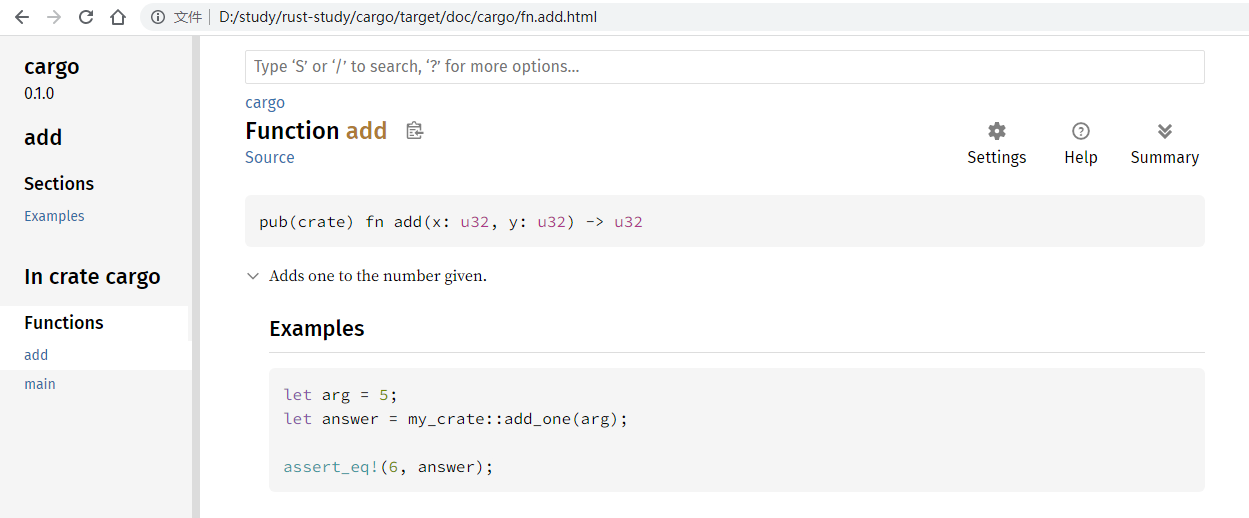 文件 D:/study/rust-study/cargo/target/doc/cargo/fn.add.html
cargo
0.1.0
add
Sections
Examples
In crate cargo
Functions
add
main
Type ‘S’ or ‘/’ to search, ‘?’ for more options…
cargo
Function add
Source
Settings
Help
Summary
pub(crate) fn add(x: u32, y: u32) -> u32
Adds one to the number given.
Examples
let arg = 5;
let answer = my_crate::add_one(arg);
assert_eq!(6, answer);